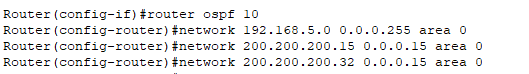 Router(config-if)#router ospf 10
Router(config-router)#network 192.168.5.0 0.0.0.255 area 0
Router(config-router)#network 200.200.200.15 0.0.0.15 area 0
Router(config-router)#network 200.200.200.32 0.0.0.15 area 0